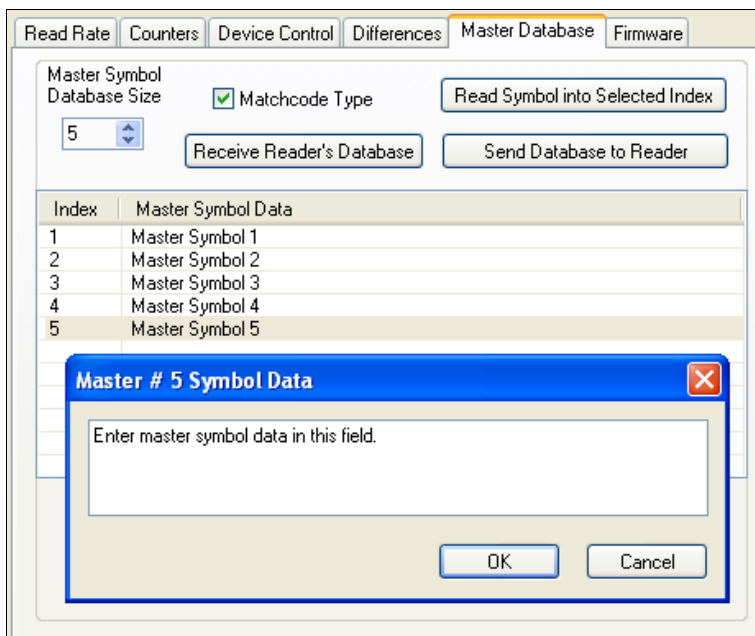 Read Rate Counters Device Control Differences Master Database Firmware
Master Symbol
Database Size
5
Matchcode Type
Read Symbol into Selected Index
Receive Reader's Database
Send Database to Reader
Index Master Symbol Data
1 Master Symbol 1
2 Master Symbol 2
3 Master Symbol 3
4 Master Symbol 4
5 Master Symbol 5
Master # 5 Symbol Data
Enter master symbol data in this field.
OK Cancel